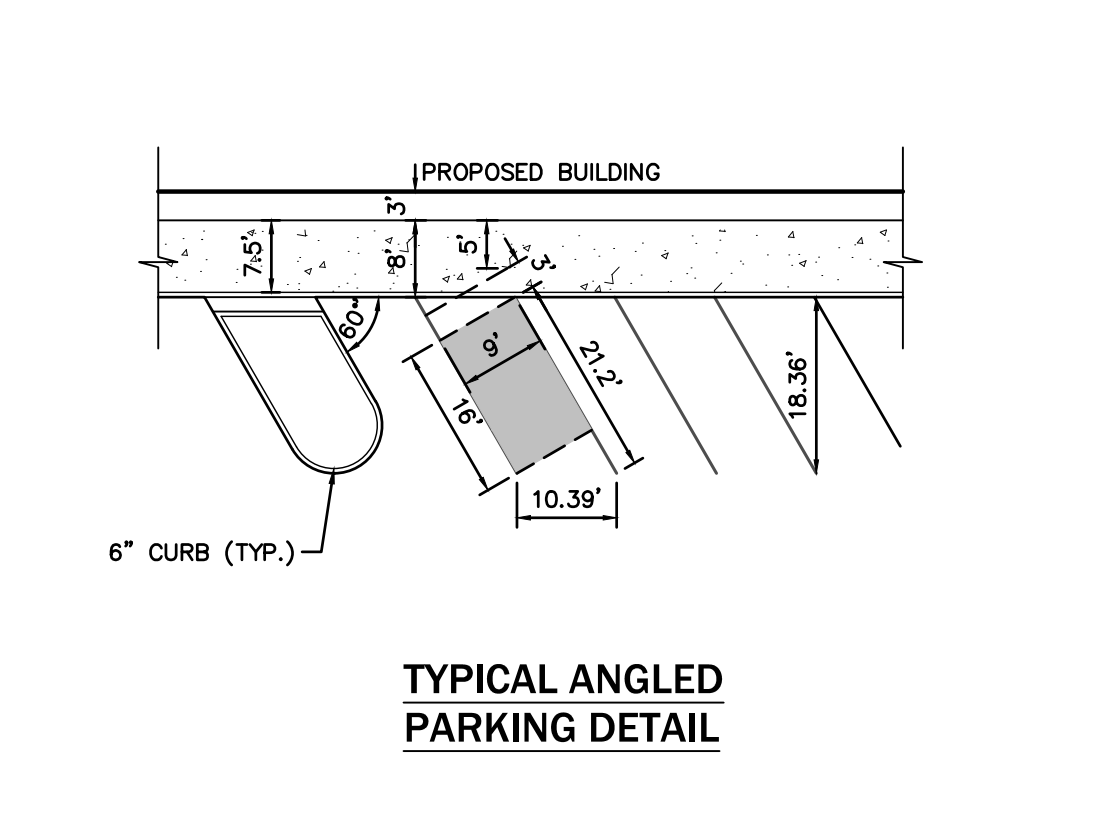 PROPOSED BUILDING
3'
7.5'
8'
5'
3'
60°
9'
21.2'
16'
18.36'
10.39'
6" CURB (TYP.)
TYPICAL ANGLED
PARKING DETAIL